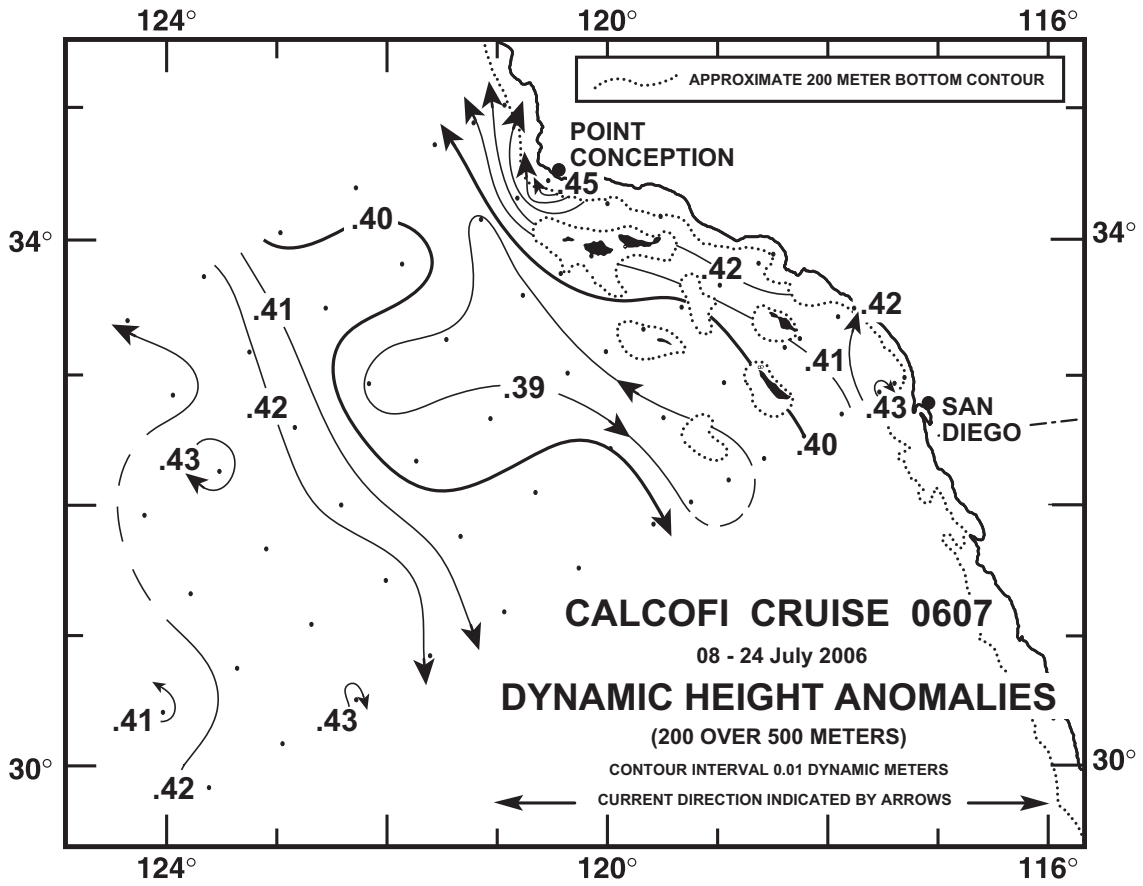 124° 120° 116°
APPROXIMATE 200 METER BOTTOM CONTOUR
POINT
CONCEPTION
.45
.40
34° 34°
.42
.41
.42
.41
.39
.42
.43
SAN
DIEGO
.40
.43
CALCOFI CRUISE 0607
08 - 24 July 2006
DYNAMIC HEIGHT ANOMALIES
.41
.43
(200 OVER 500 METERS)
30° 30°
CONTOUR INTERVAL 0.01 DYNAMIC METERS
.42
CURRENT DIRECTION INDICATED BY ARROWS
124° 120° 116°